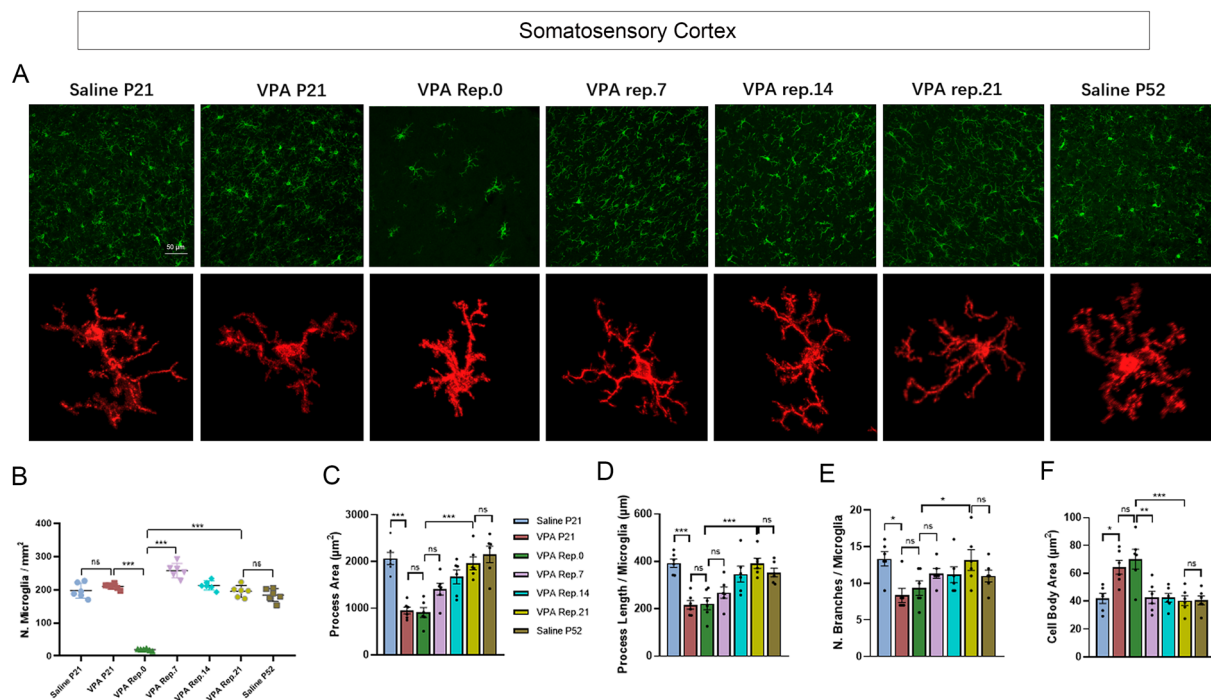 Somatosensory Cortex
A
Saline P21 VPA P21 VPA Rep.0 VPA rep.7 VPA rep.14 VPA rep.21 Saline P52
50 µm
B
N. Microglia / mm²
400
300
200
100
0
ns
***
***
***
ns
Saline P21 VPA P21 VPA Rep.0 VPA Rep.7 VPA Rep.14 VPA Rep.21 Saline P52
C
Process Area (µm²)
3000
2000
1000
0
***
ns
ns
***
ns
Saline P21
VPA P21
VPA Rep.0
VPA Rep.7
VPA Rep.14
VPA Rep.21
Saline P52
D
Process Length / Microglia (µm)
600
400
200
0
***
ns
ns
***
ns
E
N. Branches / Microglia
20
15
10
5
0
*
ns
ns
*
ns
F
Cell Body Area (µm²)
100
80
60
40
20
0
*
ns
**
***
ns